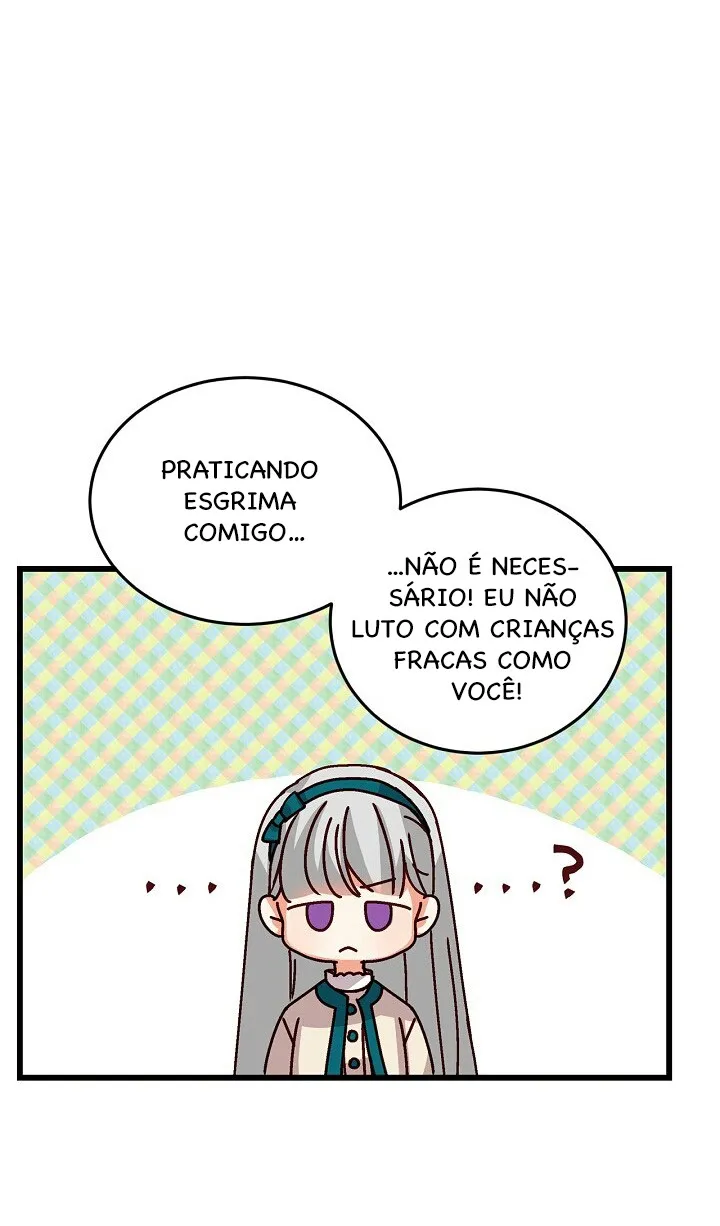 PRATICANDO
ESGRIMA
COMIGO...
...NÃO É NECES-
SÁRIO! EU NÃO
LUTO COM CRIANÇAS
FRACAS COMO
VOCÊ!
...
....?